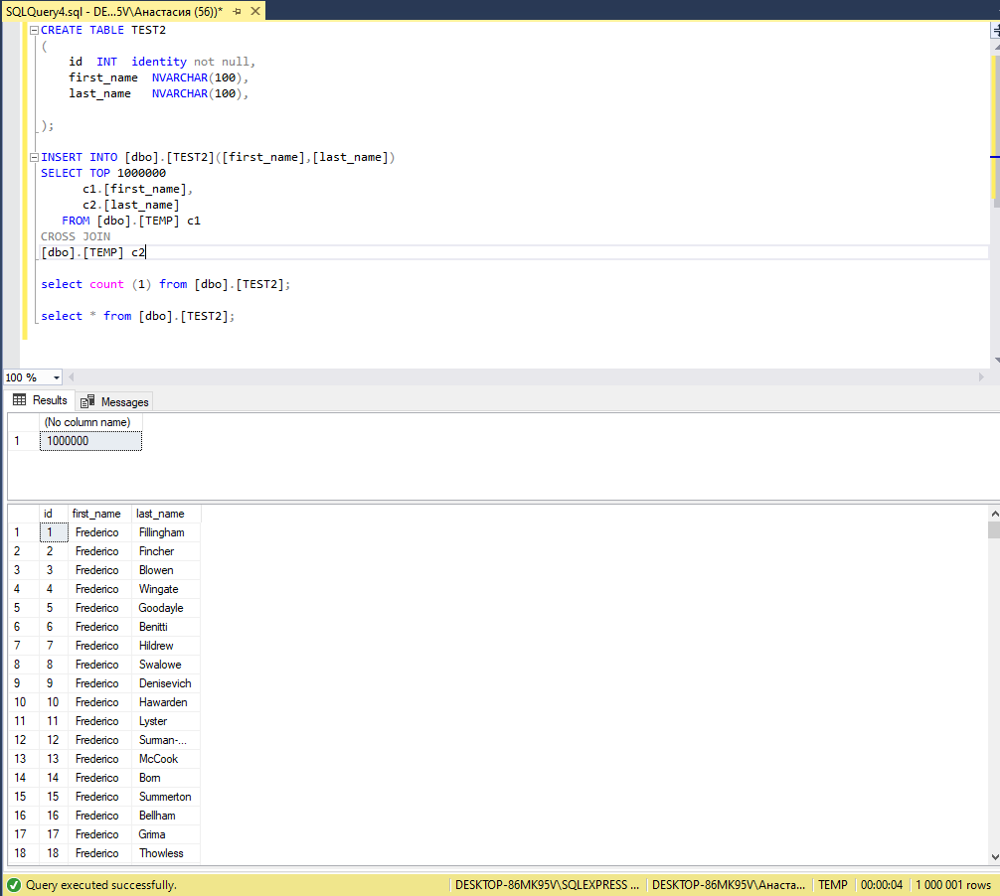 SQLQuery4.sql - DE...5V\Анастасия (56))*
CREATE TABLE TEST2
(
id INT identity not null,
first_name NVARCHAR(100),
last_name NVARCHAR(100),
);
INSERT INTO [dbo].[TEST2]([first_name],[last_name])
SELECT TOP 1000000
c1.[first_name],
c2.[last_name]
FROM [dbo].[TEMP] c1
CROSS JOIN
[dbo].[TEMP] c2
select count (1) from [dbo].[TEST2];
select * from [dbo].[TEST2];
100 %
Results Messages
(No column name)
1 1000000
id first_name last_name
1 1 Frederico Fillingham
2 2 Frederico Fincher
3 3 Frederico Blowen
4 4 Frederico Wingate
5 5 Frederico Goodayle
6 6 Frederico Benitti
7 7 Frederico Hildrew
8 8 Frederico Swalowe
9 9 Frederico Denisevich
10 10 Frederico Hawarden
11 11 Frederico Lyster
12 12 Frederico Surman-...
13 13 Frederico McCook
14 14 Frederico Born
15 15 Frederico Summerton
16 16 Frederico Bellham
17 17 Frederico Grima
18 18 Frederico Thowless
Query executed successfully. DESKTOP-86MK95V\SQLEXPRESS ... DESKTOP-86MK95V\Анаста... TEMP 00:00:04 1 000 001 rows